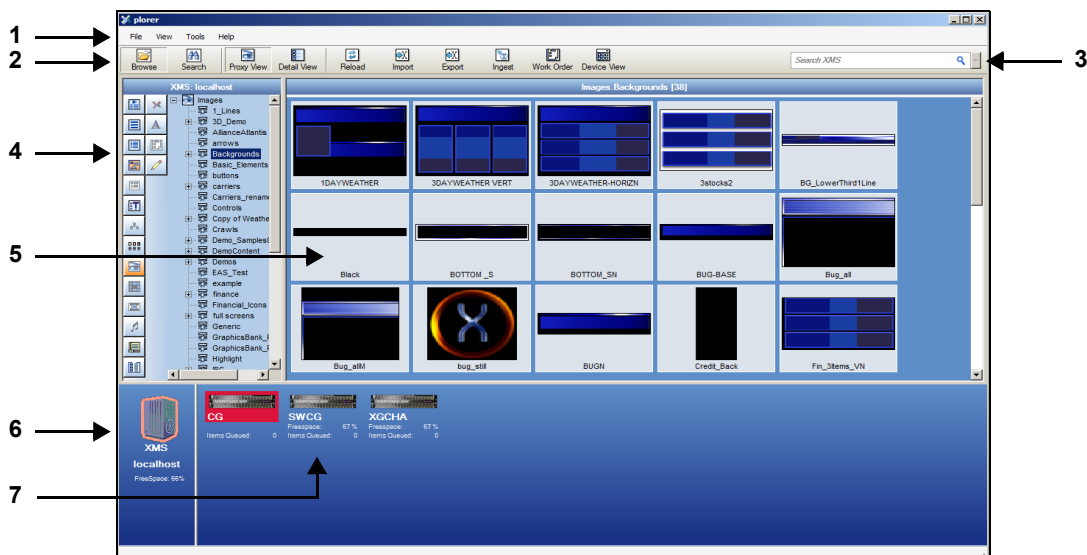 plorer
1
File View Tools Help
2
Browse Search Proxy View Detail View Reload Import Export Ingest Work Order Device View
Search XMS
3
XMS: localhost
Images.Backgrounds [38]
4
Images
1_Lines
3D_Demo
AllianceAtlantis
arrows
Backgrounds
Basic_Elements
buttons
carriers
Carriers_renam
Controls
Copy of Weathe
Crawls
Demo_Samples
DemoContent
Demos
EAS_Test
example
finance
Financial_Icons
full screens
Generic
GraphicsBank_
GraphicsBank_
Highlight
1DAYWEATHER 3DAYWEATHER VERT 3DAYWEATHER-HORIZN 3stocks2 BG_LowerThird1Line
5
Black BOTTOM _S BOTTOM_SN BUG-BASE Bug_all
Bug_allM bug_still BUGN Credit_Back Fin_3Items_VN
6
XMS
localhost
FreeSpace: 66%
CG
Items Queued: 0
SWCG
Freespace: 67 %
Items Queued: 0
XGCHA
Freespace: 67 %
Items Queued: 0
7